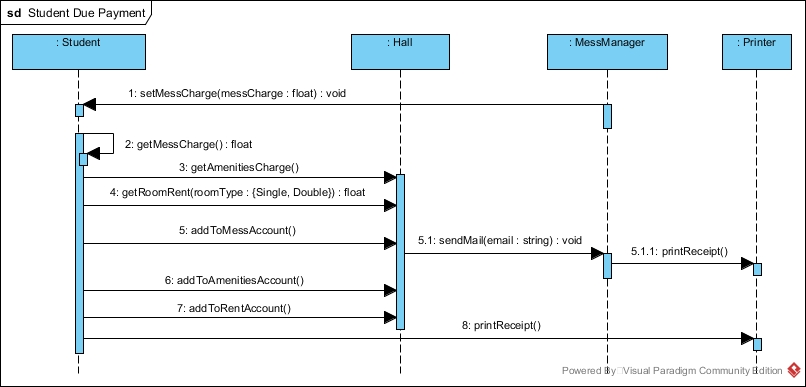 sd Student Due Payment
: Student
: Hall
: MessManager
: Printer
1: setMessCharge(messCharge : float) : void
2: getMessCharge() : float
3: getAmenitiesCharge()
4: getRoomRent(roomType : {Single, Double}) : float
5: addToMessAccount()
5.1: sendMail(email : string) : void
5.1.1: printReceipt()
6: addToAmenitiesAccount()
7: addToRentAccount()
8: printReceipt()
Powered By Visual Paradigm Community Edition